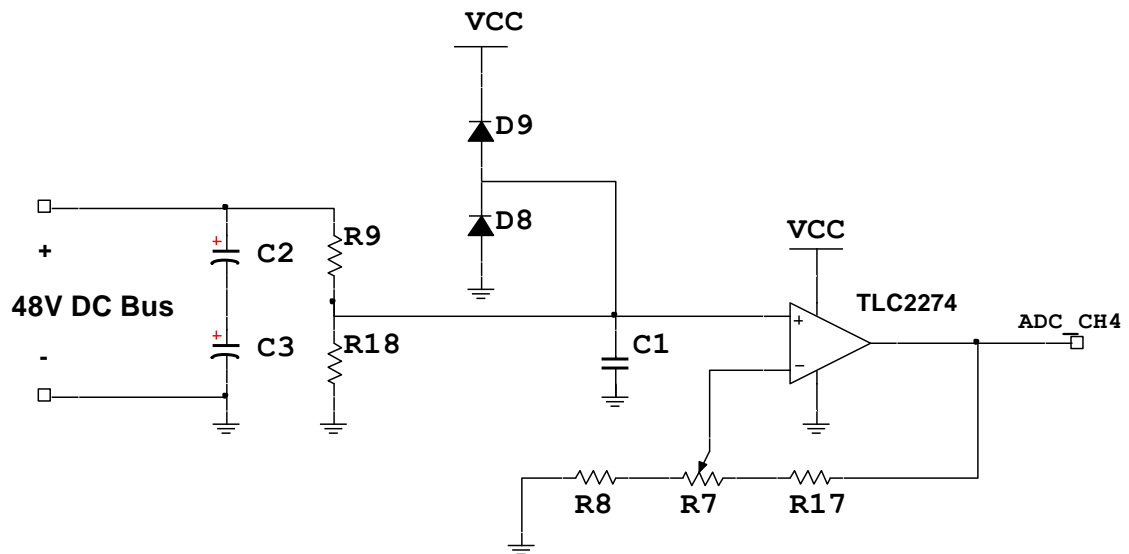 VCC
D9
D8
+
R9
C2
+
VCC
48V DC Bus
TLC2274
+
ADC_CH4
+
-
R18
C3
C1
-
R8
R7
R17